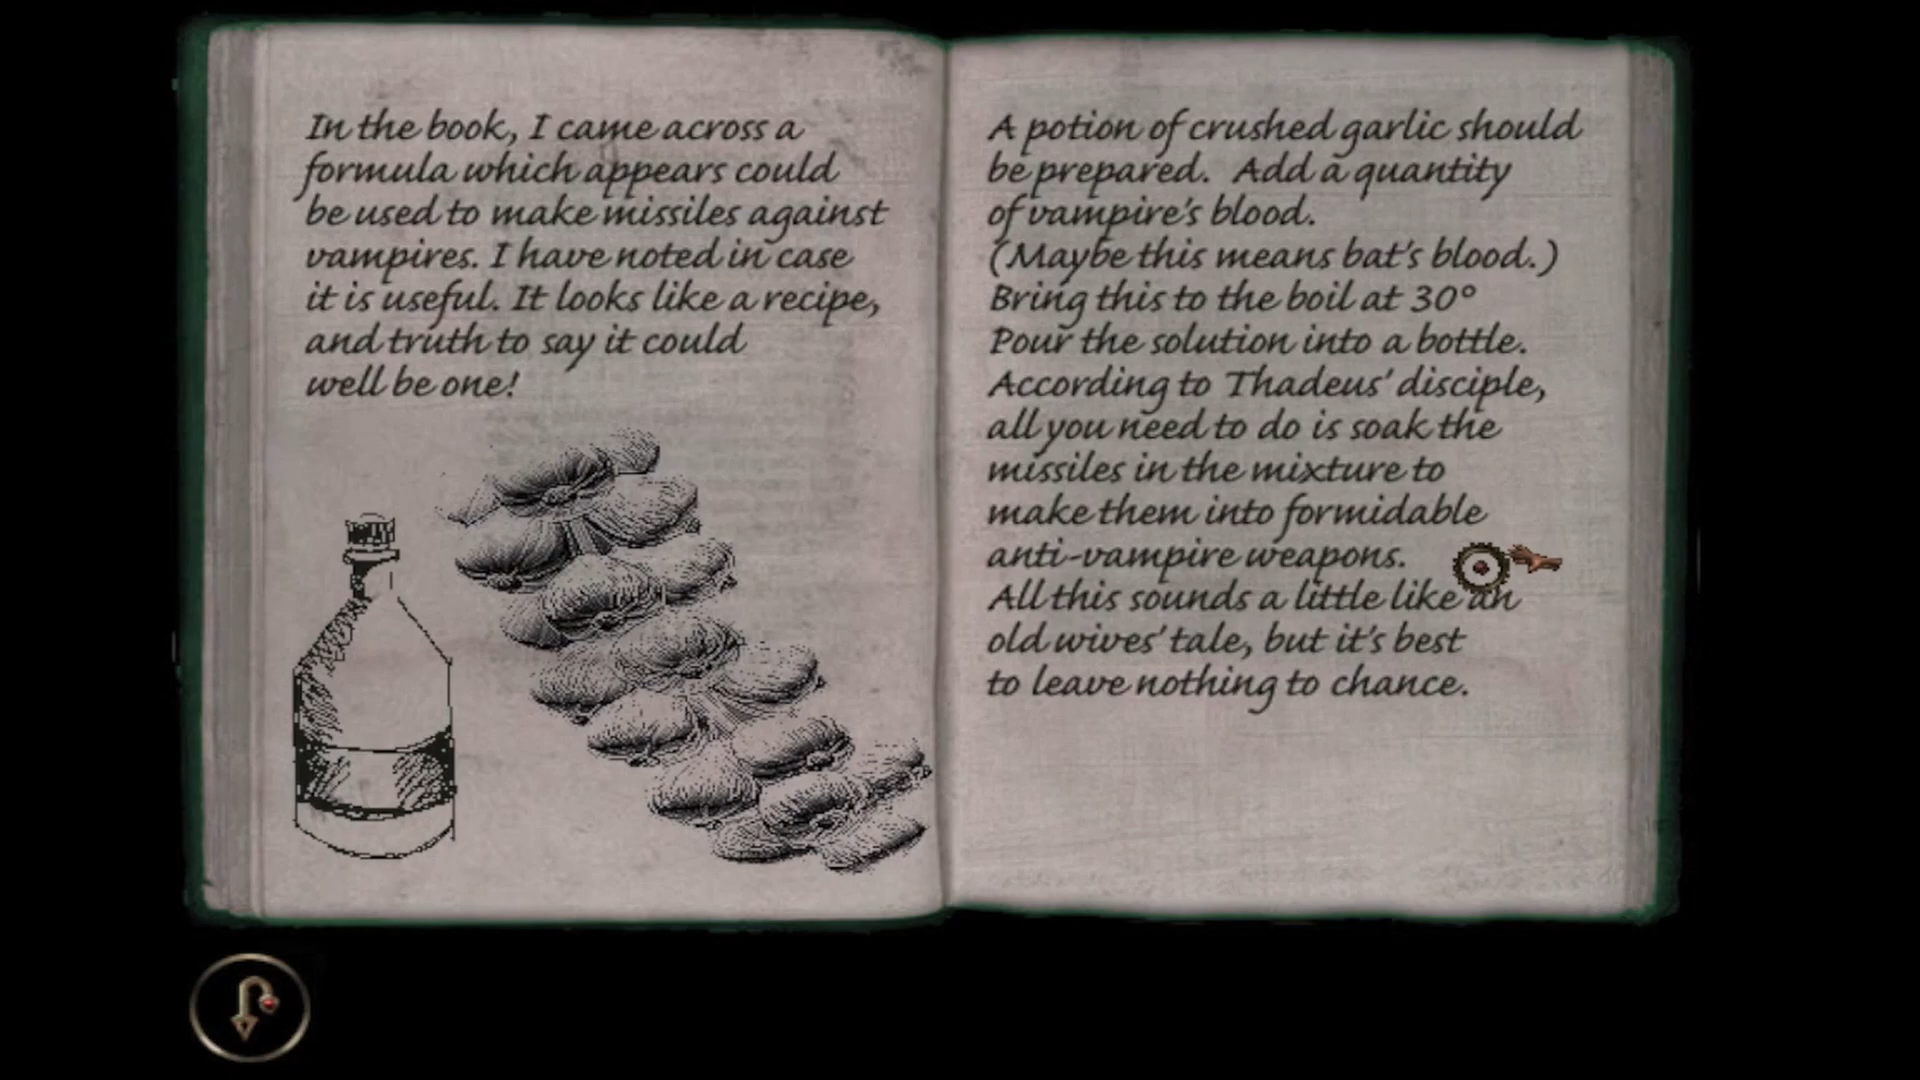 In the book, I came across a
formula which appears could
be used to make missiles against
vampires. I have noted in case
it is useful. It looks like a recipe,
and truth to say it could
well be one!
A potion of crushed garlic should
be prepared. Add a quantity
of vampire's blood.
(Maybe this means bat's blood.)
Bring this to the boil at 30°
Pour the solution into a bottle.
According to Thadeus' disciple,
all you need to do is soak the
missiles in the mixture to
make them into formidable
anti-vampire weapons.
All this sounds a little like an
old wives' tale, but it's best
to leave nothing to chance.